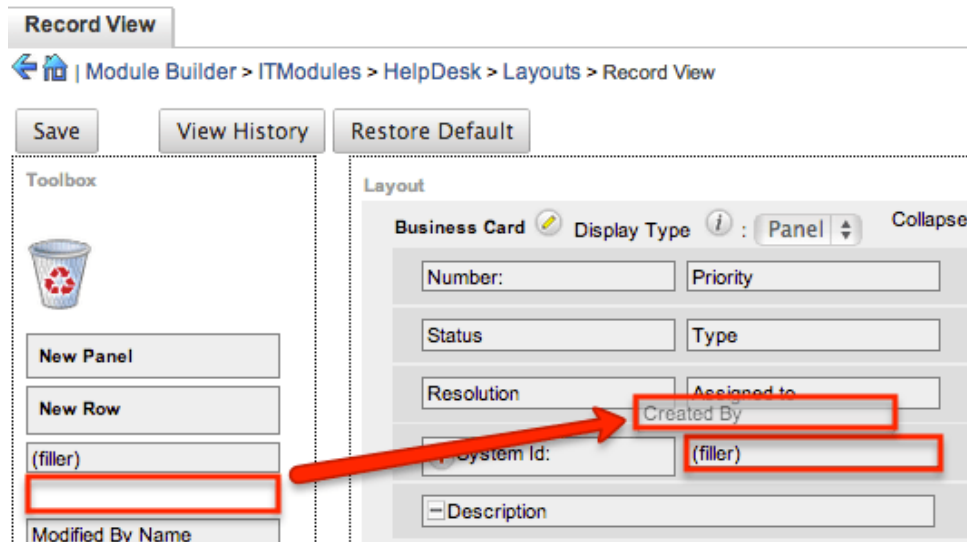 Record View
| Module Builder > ITModules > HelpDesk > Layouts > Record View
Save View History Restore Default
Toolbox
New Panel
New Row
(filler)
Modified By Name
Layout
Business Card Display Type i : Panel Collapse
Number: Priority
Status Type
Resolution Assigned to
Created By
System Id: (filler)
Description